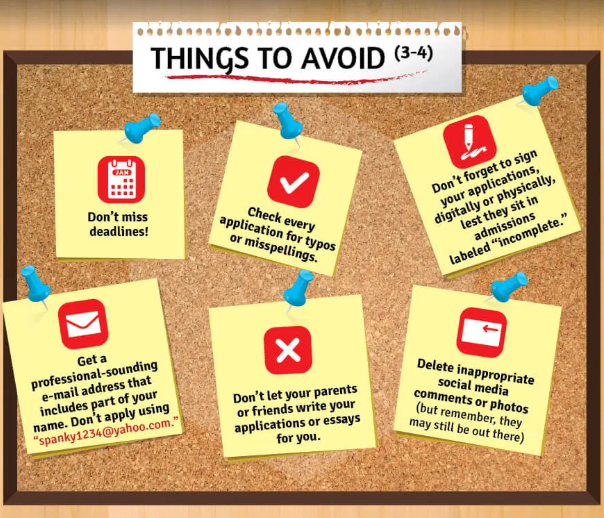 THINGS TO AVOID (3-4)
JAN
Don't miss
deadlines!
Check every
application for typos
or misspellings.
Don't forget to sign
your applications,
digitally or physically,
lest they sit in
admissions
labeled "incomplete."
Get a
professional-sounding
e-mail address that
includes part of your
name. Don't apply using
"spanky1234@yahoo.com."
Don't let your parents
or friends write your
applications or essays
for you.
Delete inappropriate
social media
comments or photos
(but remember, they
may still be out there)